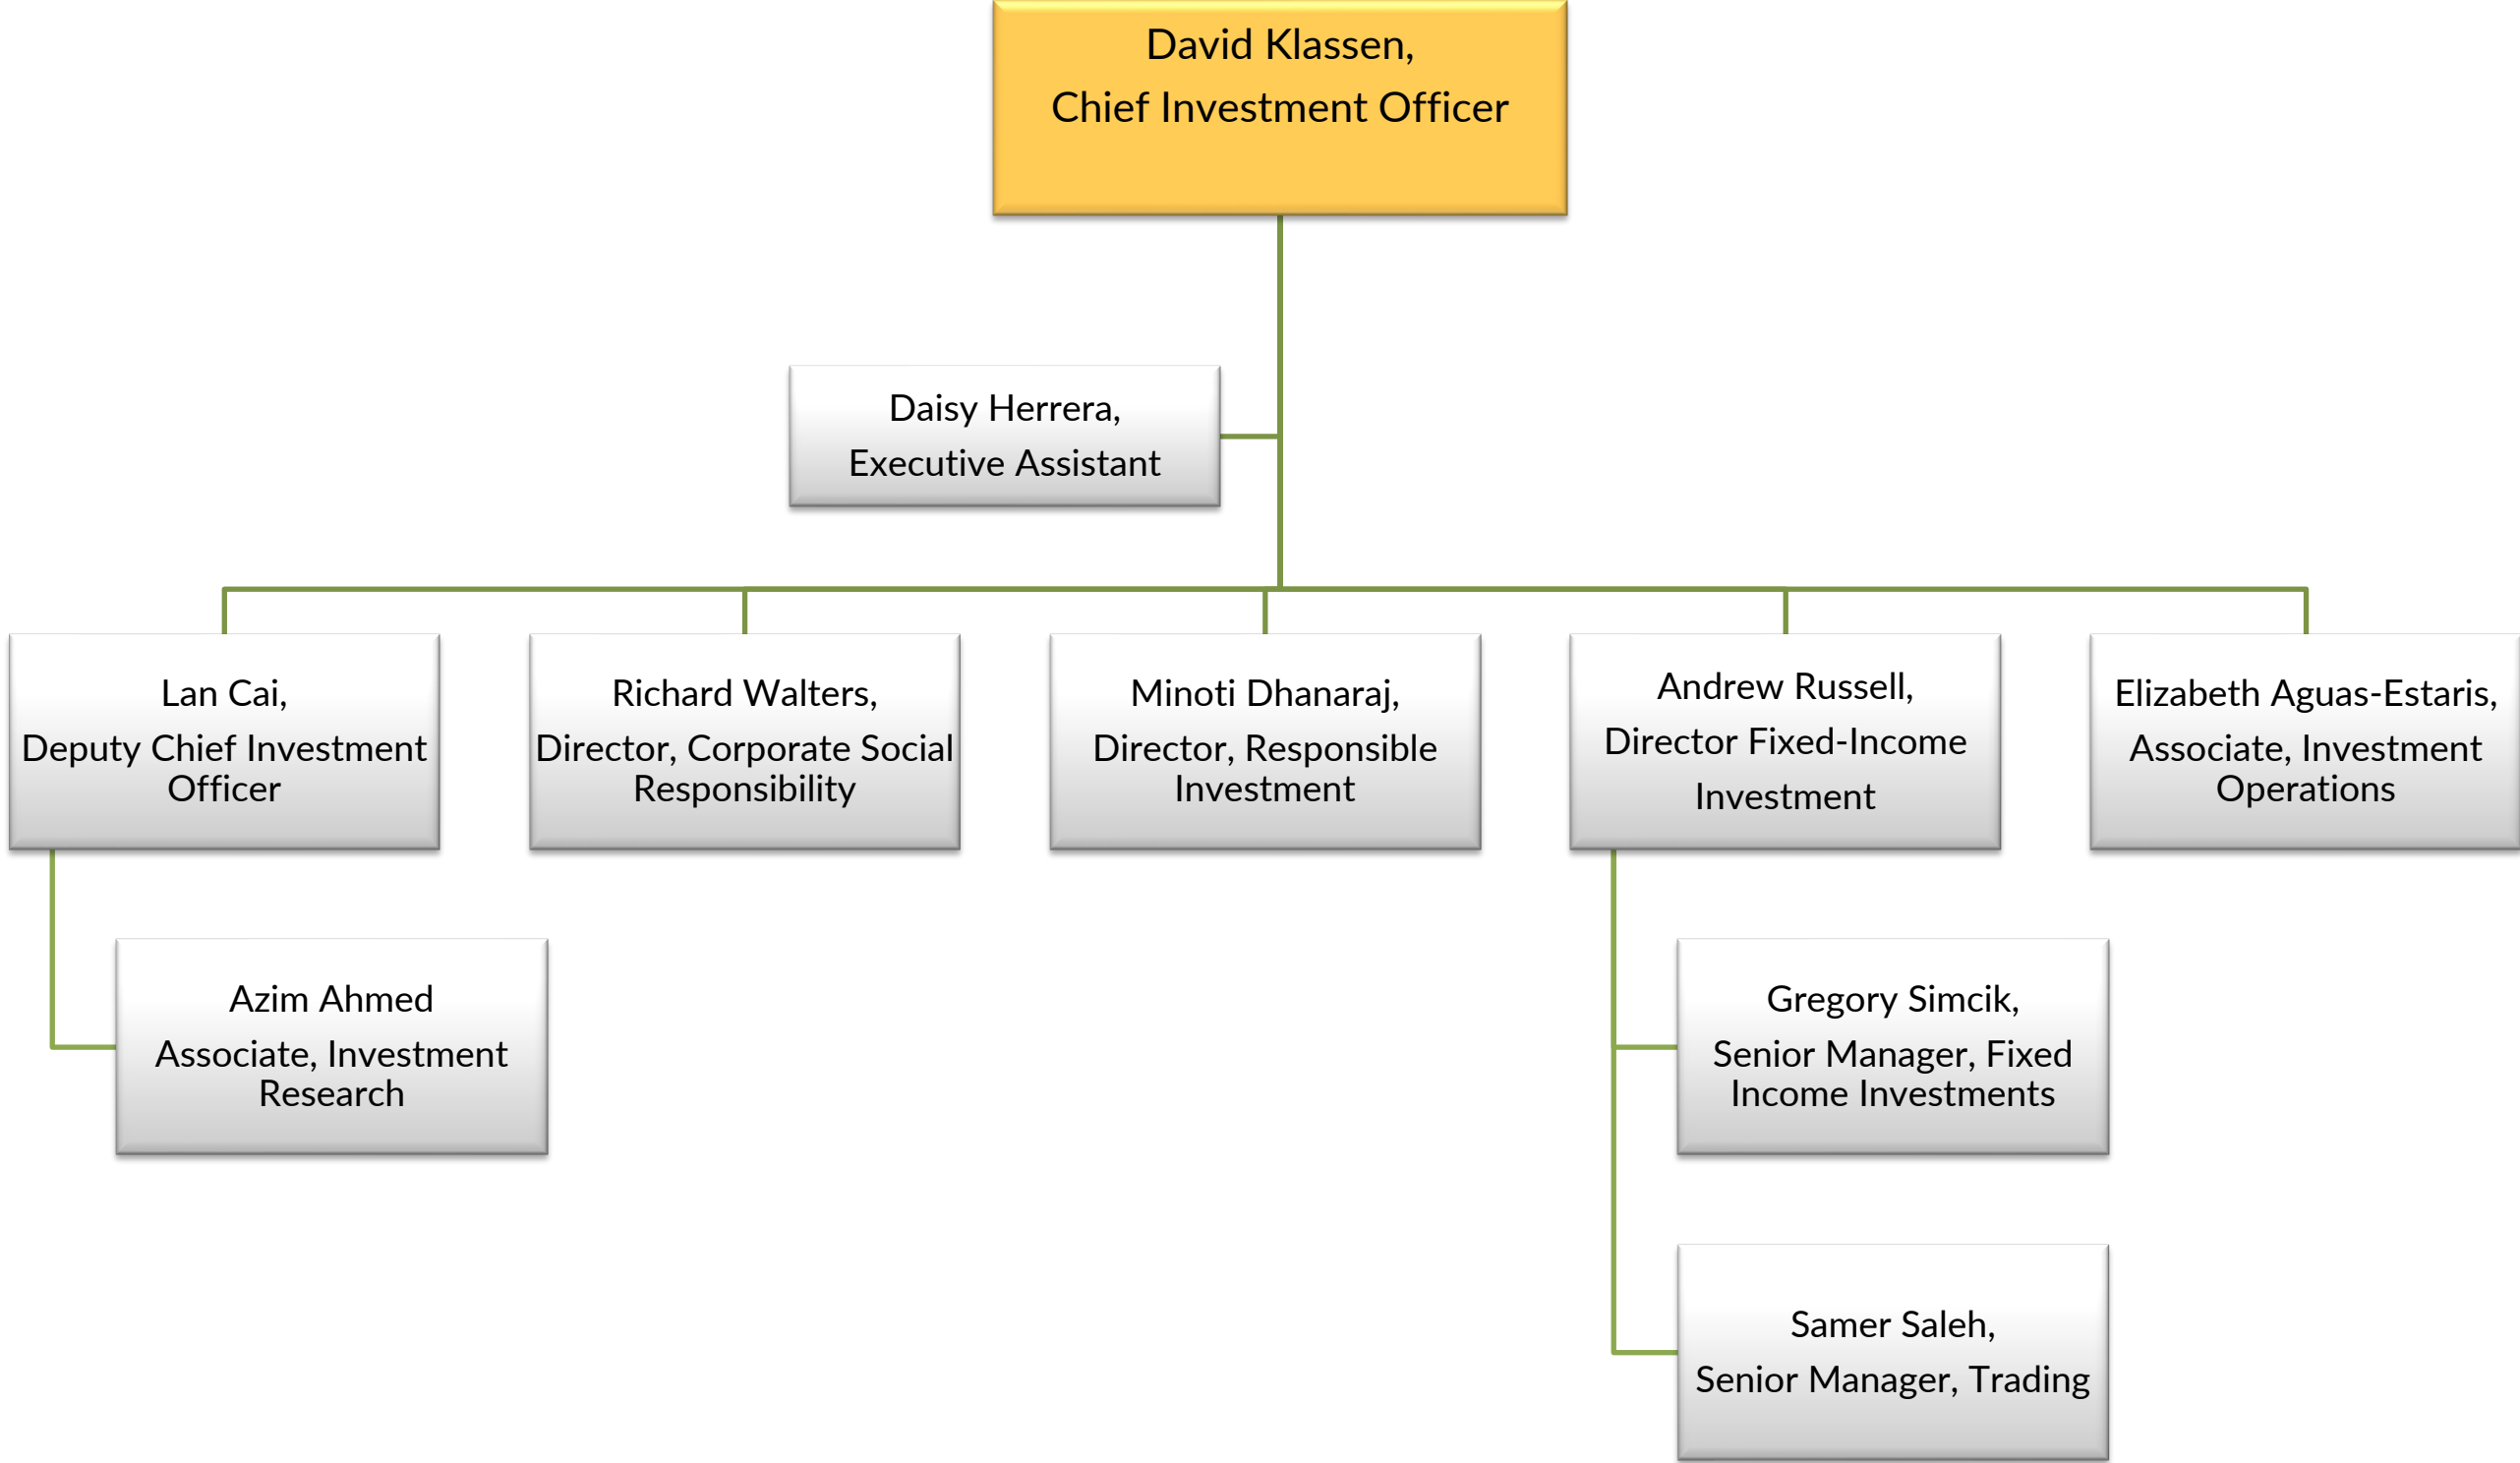 David Klassen,
Chief Investment Officer
Daisy Herrera,
Executive Assistant
Lan Cai,
Deputy Chief Investment
Officer
Richard Walters,
Director, Corporate Social
Responsibility
Minoti Dhanaraj,
Director, Responsible
Investment
Andrew Russell,
Director Fixed-Income
Investment
Elizabeth Aguas-Estaris,
Associate, Investment
Operations
Azim Ahmed
Associate, Investment
Research
Gregory Simcik,
Senior Manager, Fixed
Income Investments
Samer Saleh,
Senior Manager, Trading